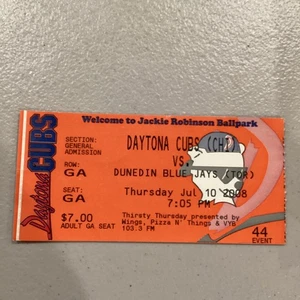 Daytona CUBS
Welcome to Jackie Robinson Ballpark
SECTION:
GENERAL
ADMISSION
ROW:
GA
SEAT:
GA
$7.00
ADULT GA SEAT
DAYTONA CUBS (CHI)
VS.
DUNEDIN BLUE JAYS (TOR)
Thursday Jul 10 2008
7:05 PM
Thirsty Thursday presented by
Wings, Pizza N' Things & VYB
103.3 FM
44
EVENT